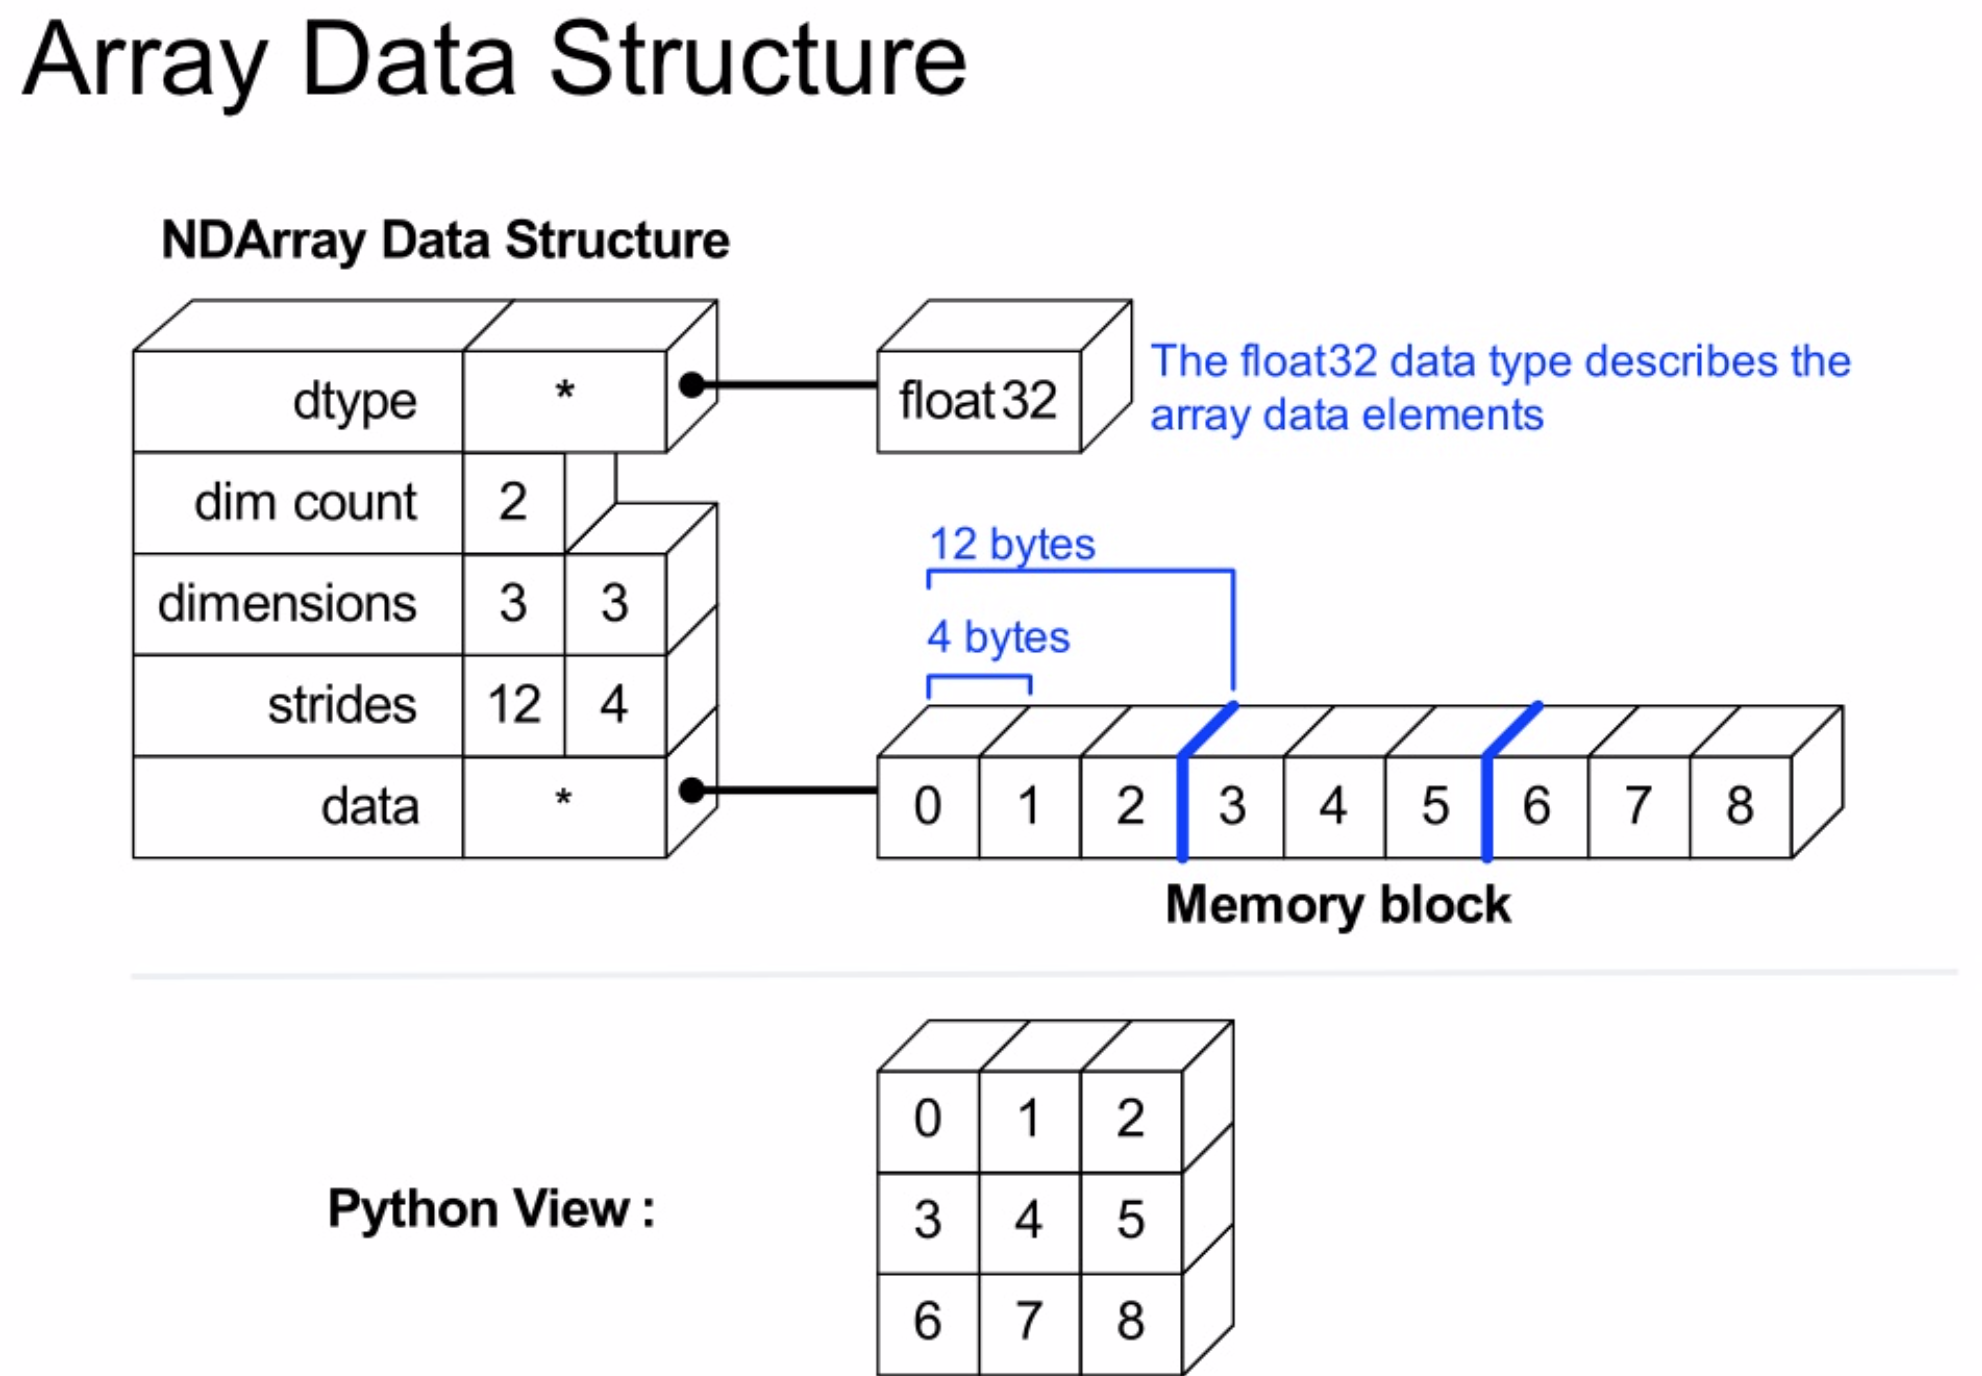 Array Data Structure
NDArray Data Structure
dtype * float32
The float32 data type describes the
array data elements
dim count 2
dimensions 3 3
strides 12 4
data *
12 bytes
4 bytes
0 1 2 3 4 5 6 7 8
Memory block
Python View :
0 1 2
3 4 5
6 7 8